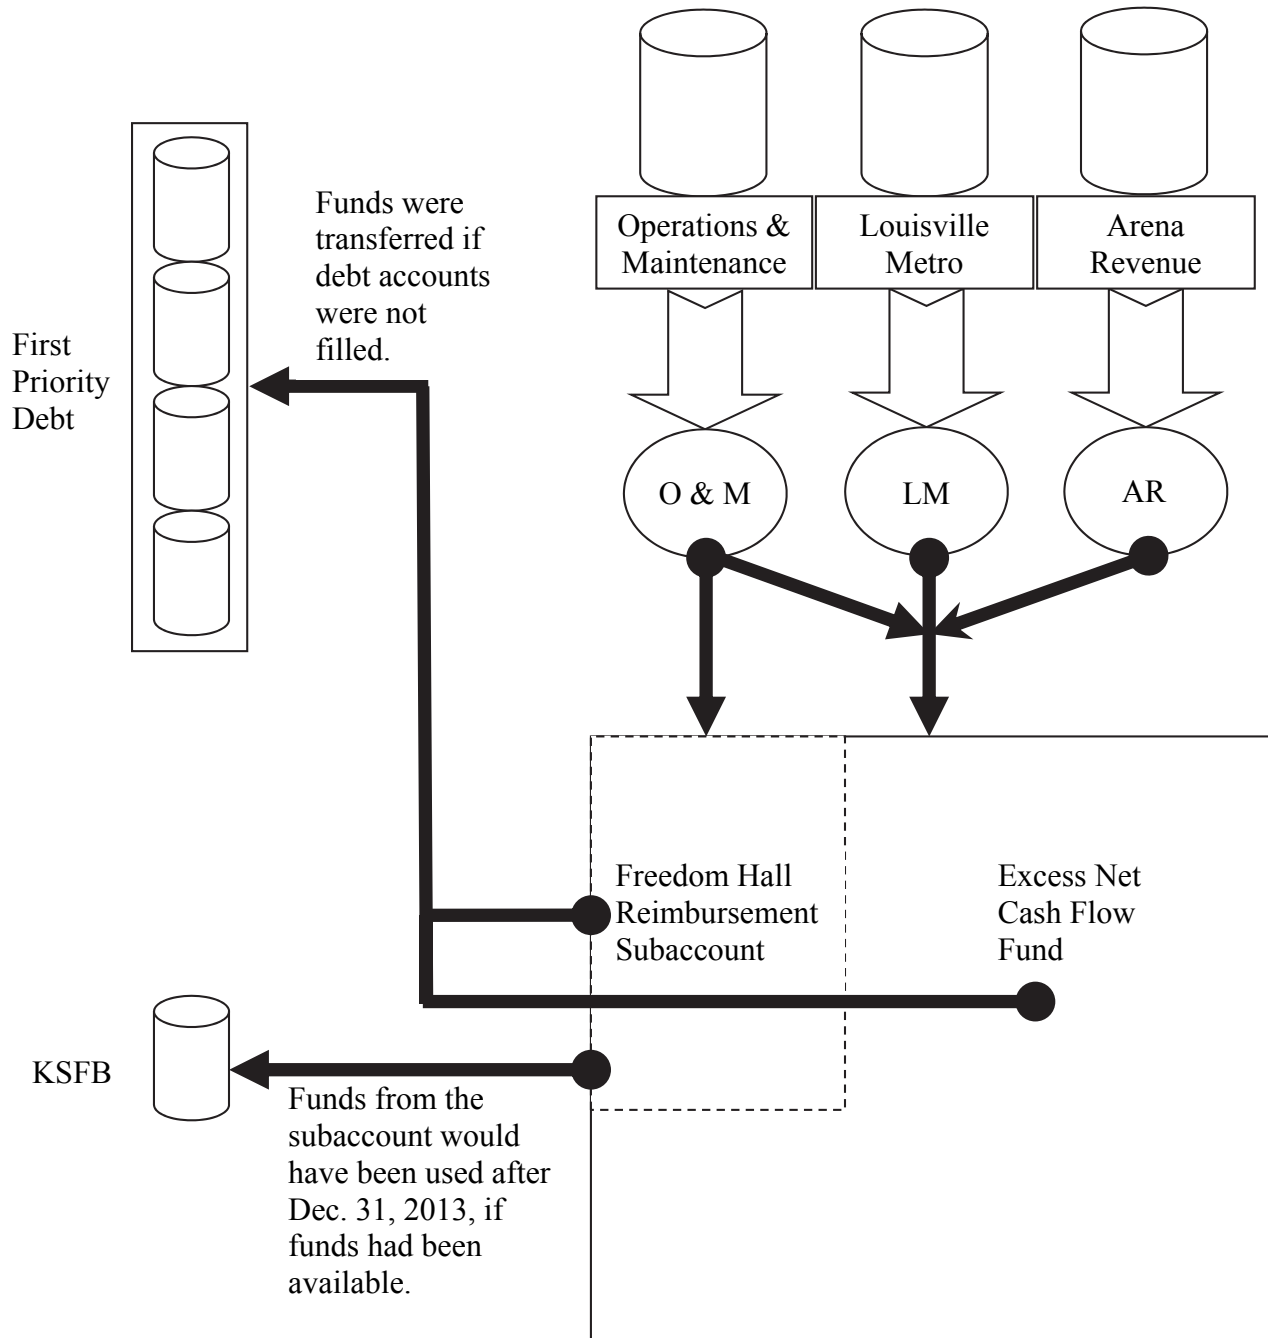 Funds were
transferred if
debt accounts
were not
filled.
First
Priority
Debt
Operations &
Maintenance
Louisville
Metro
Arena
Revenue
O & M
LM
AR
Freedom Hall
Reimbursement
Subaccount
Excess Net
Cash Flow
Fund
KSFB
Funds from the
subaccount would
have been used after
Dec. 31, 2013, if
funds had been
available.